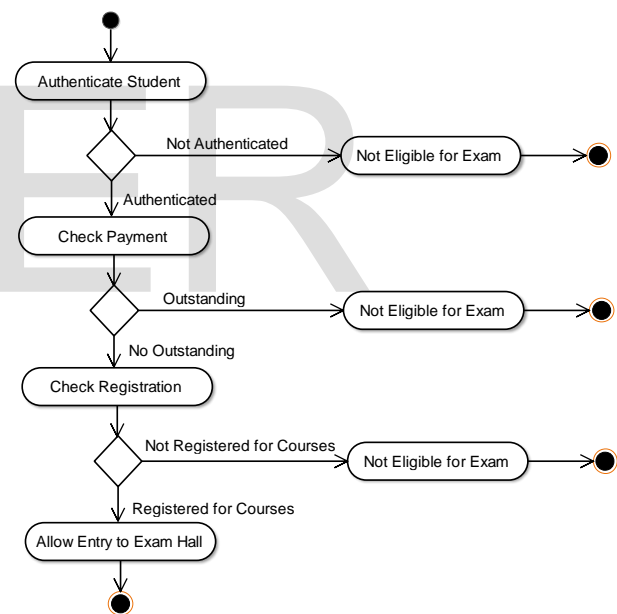 Authenticate Student
Not Authenticated
Not Eligible for Exam
Authenticated
Check Payment
Outstanding
Not Eligible for Exam
No Outstanding
Check Registration
Not Registered for Courses
Not Eligible for Exam
Registered for Courses
Allow Entry to Exam Hall
ER